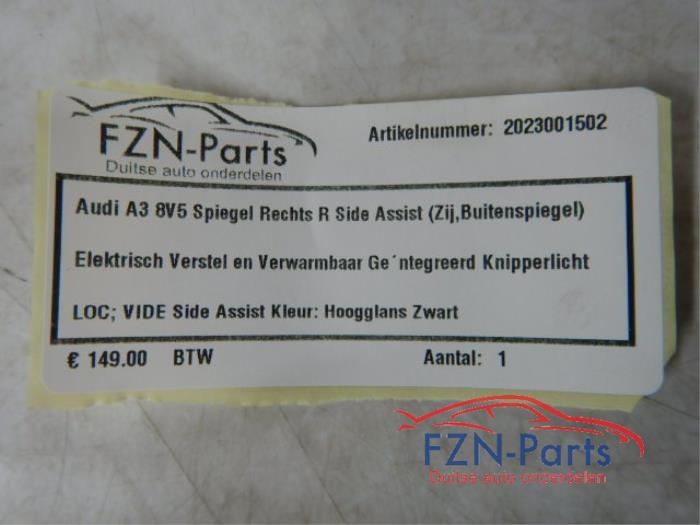 FZN-Parts
Duitse auto onderdelen
Artikelnummer: 2023001502
Audi A3 8V5 Spiegel Rechts R Side Assist (Zij,Buitenspiegel)
Elektrisch Verstel en Verwarmbaar Ge´ntegreerd Knipperlicht
LOC; VIDE Side Assist Kleur: Hoogglans Zwart
€ 149.00 BTW Aantal: 1
FZN-Parts
Duitse auto onderdelen